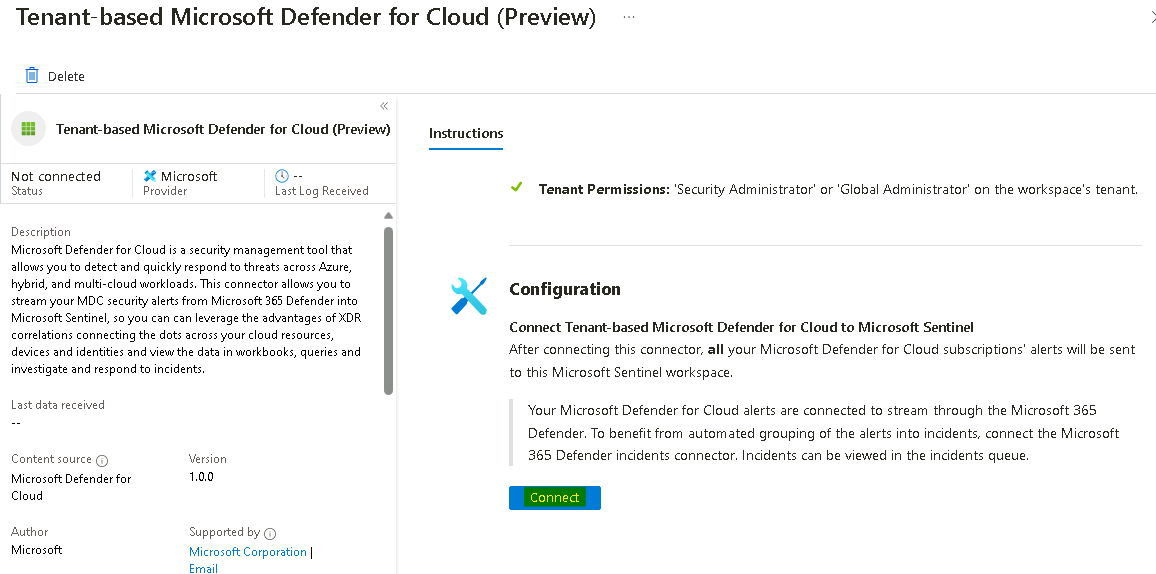 Tenant-based Microsoft Defender for Cloud (Preview) ...
Delete
Tenant-based Microsoft Defender for Cloud (Preview)
Not connected
Status
Microsoft
Provider
--
Last Log Received
Description
Microsoft Defender for Cloud is a security management tool that
allows you to detect and quickly respond to threats across Azure,
hybrid, and multi-cloud workloads. This connector allows you to
stream your MDC security alerts from Microsoft 365 Defender into
Microsoft Sentinel, so you can can leverage the advantages of XDR
correlations connecting the dots across your cloud resources,
devices and identities and view the data in workbooks, queries and
investigate and respond to incidents.
Last data received
--
Content source
Microsoft Defender for
Cloud
Version
1.0.0
Author
Microsoft
Supported by
Microsoft Corporation |
Email
Instructions
Tenant Permissions: 'Security Administrator' or 'Global Administrator' on the workspace's tenant.
Configuration
Connect Tenant-based Microsoft Defender for Cloud to Microsoft Sentinel
After connecting this connector, all your Microsoft Defender for Cloud subscriptions' alerts will be sent
to this Microsoft Sentinel workspace.
Your Microsoft Defender for Cloud alerts are connected to stream through the Microsoft 365
Defender. To benefit from automated grouping of the alerts into incidents, connect the Microsoft
365 Defender incidents connector. Incidents can be viewed in the incidents queue.
Connect